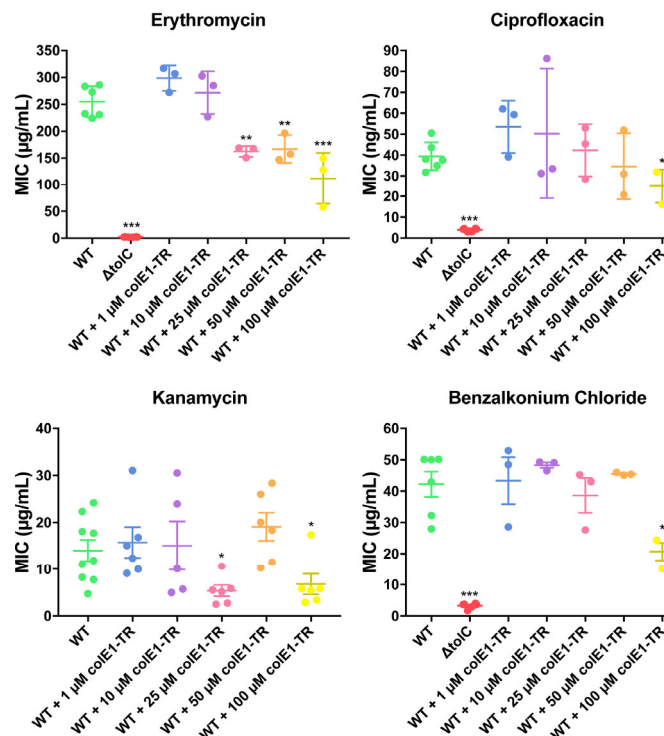 Erythromycin
MIC (µg/mL)
350
300
250
200
150
100
50
0
***
**
**
***
WT
ΔtolC
WT + 1 µM colE1-TR
WT + 10 µM colE1-TR
WT + 25 µM colE1-TR
WT + 50 µM colE1-TR
WT + 100 µM colE1-TR
Ciprofloxacin
MIC (ng/mL)
90
80
70
60
50
40
30
20
10
0
***
*
WT
ΔtolC
WT + 1 µM colE1-TR
WT + 10 µM colE1-TR
WT + 25 µM colE1-TR
WT + 50 µM colE1-TR
WT + 100 µM colE1-TR
Kanamycin
MIC (µg/mL)
40
30
20
10
0
*
*
WT
WT + 1 µM colE1-TR
WT + 10 µM colE1-TR
WT + 25 µM colE1-TR
WT + 50 µM colE1-TR
WT + 100 µM colE1-TR
Benzalkonium Chloride
MIC (µg/mL)
60
50
40
30
20
10
0
***
*
WT
ΔtolC
WT + 1 µM colE1-TR
WT + 10 µM colE1-TR
WT + 25 µM colE1-TR
WT + 50 µM colE1-TR
WT + 100 µM colE1-TR